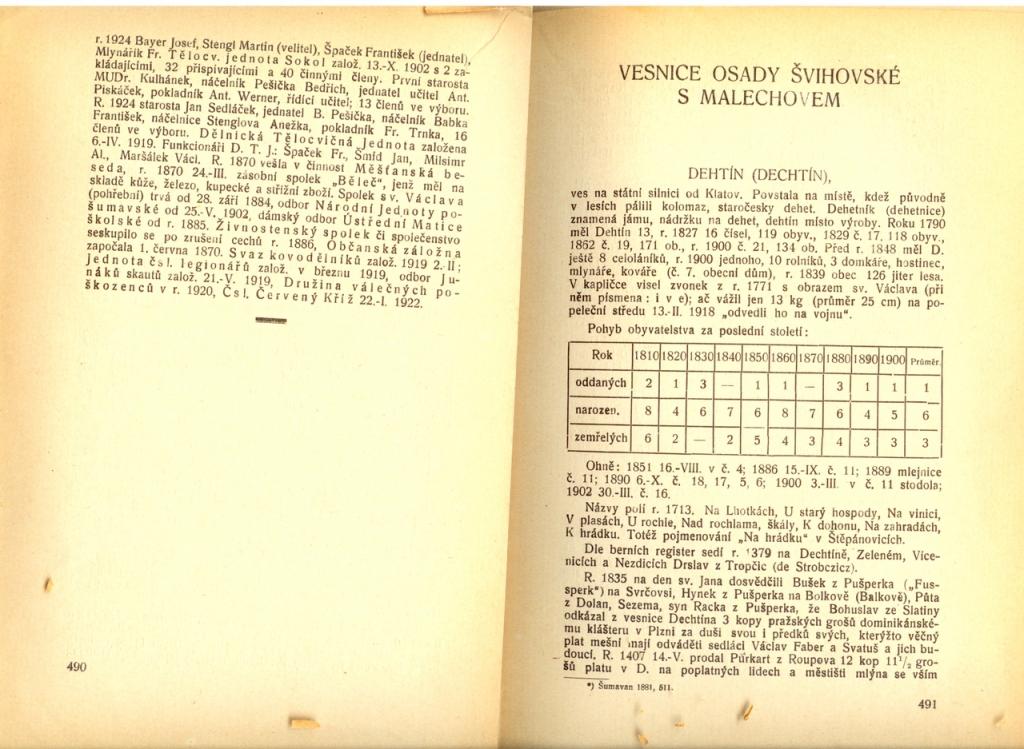 r. 1924 Bayer Josef, Stengl Martin (velitel), Špaček František (jednatel),
Mlynářík Fr. Tělocv. jednota Sokol založ. 13.-X. 1902 s 2 za-
kládajícími, 32 přispívajícími a 40 činnými členy. První starosta
MUDr. Kulhánek, náčelník Pešička Bedřich, jednatel učitel Ant.
Piskáček, pokladník Ant. Werner, řídící učitel; 13 členů ve výboru.
R. 1924 starosta Jan Sedláček, jednatel B. Pešička, náčelník Babka
František, náčelnice Stenglova Anežka, pokladník Fr. Trnka, 16
členů ve výboru. Dělnická Tělocvičná Jednota založena
6.-IV. 1919. Funkcionáři D. T. J.: Špaček Fr., Šmíd Jan, Milsimr
Al., Maršálek Václ. R. 1870 vešla v činnost Měšťanská be-
seda, r. 1870 24.-III. zásobní spolek „Běleč", jenž měl na
skladě kůže, železo, kupecké a střižní zboží. Spolek sv. Václava
(pohřební) trvá od 28. září 1884, odbor Národní Jednoty po-
šumavské od 25.-V. 1902, dámský odbor Ústřední Matice
školské od r. 1885. Živnostenský spolek či společenstvo
seskupilo se po zrušení cechů r. 1886, Občanská záložna
započala 1. června 1870. Svaz kovodělníků založ. 1919 2.-II;
Jednota čsl. legionářů založ. v březnu 1919, odbor Ju-
náků skautů založ. 21.-V. 1919, Družina válečných po-
škozenců v r. 1920, Čsl. Červený Kříž 22.-I. 1922.
490
VESNICE OSADY ŠVIHOVSKÉ
S MALECHOVEM
DEHTÍN (DECHTÍN),
ves na státní silnici od Klatov. Povstala na místě, kdež původně
v lesích pálili kolomaz, staročesky dehet. Dehetník (dehetnice)
znamená jámu, nádržku na dehet, dehtín místo výroby. Roku 1790
měl Dehtín 13, r. 1827 16 čísel, 119 obyv., 1829 č. 17, 118 obyv.,
1862 č. 19, 171 ob., r. 1900 č. 21, 134 ob. Před r. 1848 měl D.
ještě 8 celoláníků, r. 1900 jednoho, 10 rolníků, 3 domkáře, hostinec,
mlynáře, kováře (č. 7. obecní dům), r. 1839 obec 126 jiter lesa.
V kapličce visel zvonek z r. 1771 s obrazem sv. Václava (při
něm písmena: i v e); ač vážil jen 13 kg (průměr 25 cm) na po-
peleční středu 13.-II. 1918 „odvedli ho na vojnu".
Pohyb obyvatelstva za poslední století:
Rok 1810 1820 1830 1840 1850 1860 1870 1880 1890 1900 Průměr.
oddaných 2 1 3 — 1 1 — 3 1 1 1
narozen. 8 4 6 7 6 8 7 6 4 5 6
zemřelých 6 2 — 2 5 4 3 4 3 3 3
Ohně: 1851 16.-VIII. v č. 4; 1886 15.-IX. č. 11; 1889 mlejnice
č. 11; 1890 6.-X. č. 18, 17, 5, 6; 1900 3.-III. v č. 11 stodola;
1902 30.-III. č. 16.
Názvy polí r. 1713. Na Lhotkách, U starý hospody, Na vinici,
V plasách, U rochle, Nad rochlama, škály, K dohonu, Na zahradách,
K hrádku. Totéž pojmenování „Na hrádku" v Štěpánovicích.
Dle berních register sedí r. 1379 na Dechtíně, Zeleném, Více-
nicích a Nezdicích Drslav z Tropčic (de Strobczicz).
R. 1835 na den sv. Jana dosvědčili Bušek z Pušperka („Fus-
sperk") na Svrčovsi, Hynek z Pušperka na Bolkově (Balkově), Půta
z Dolan, Sezema, syn Racka z Pušperka, že Bohuslav ze Slatiny
odkázal z vesnice Dechtína 3 kopy pražských grošů dominikánské-
mu klášteru v Plzni za duši svou i předků svých, kterýžto věčný
plat mešní mají odváděti sedláci Václav Faber a Svatuš a jich bu-
doucí. R. 1407 14.-V. prodal Půrkart z Roupova 12 kop 11½ gro-
šů platu v D. na poplatných lidech a městišti mlýna se vším
*) Šumavan 1881, 511.
491